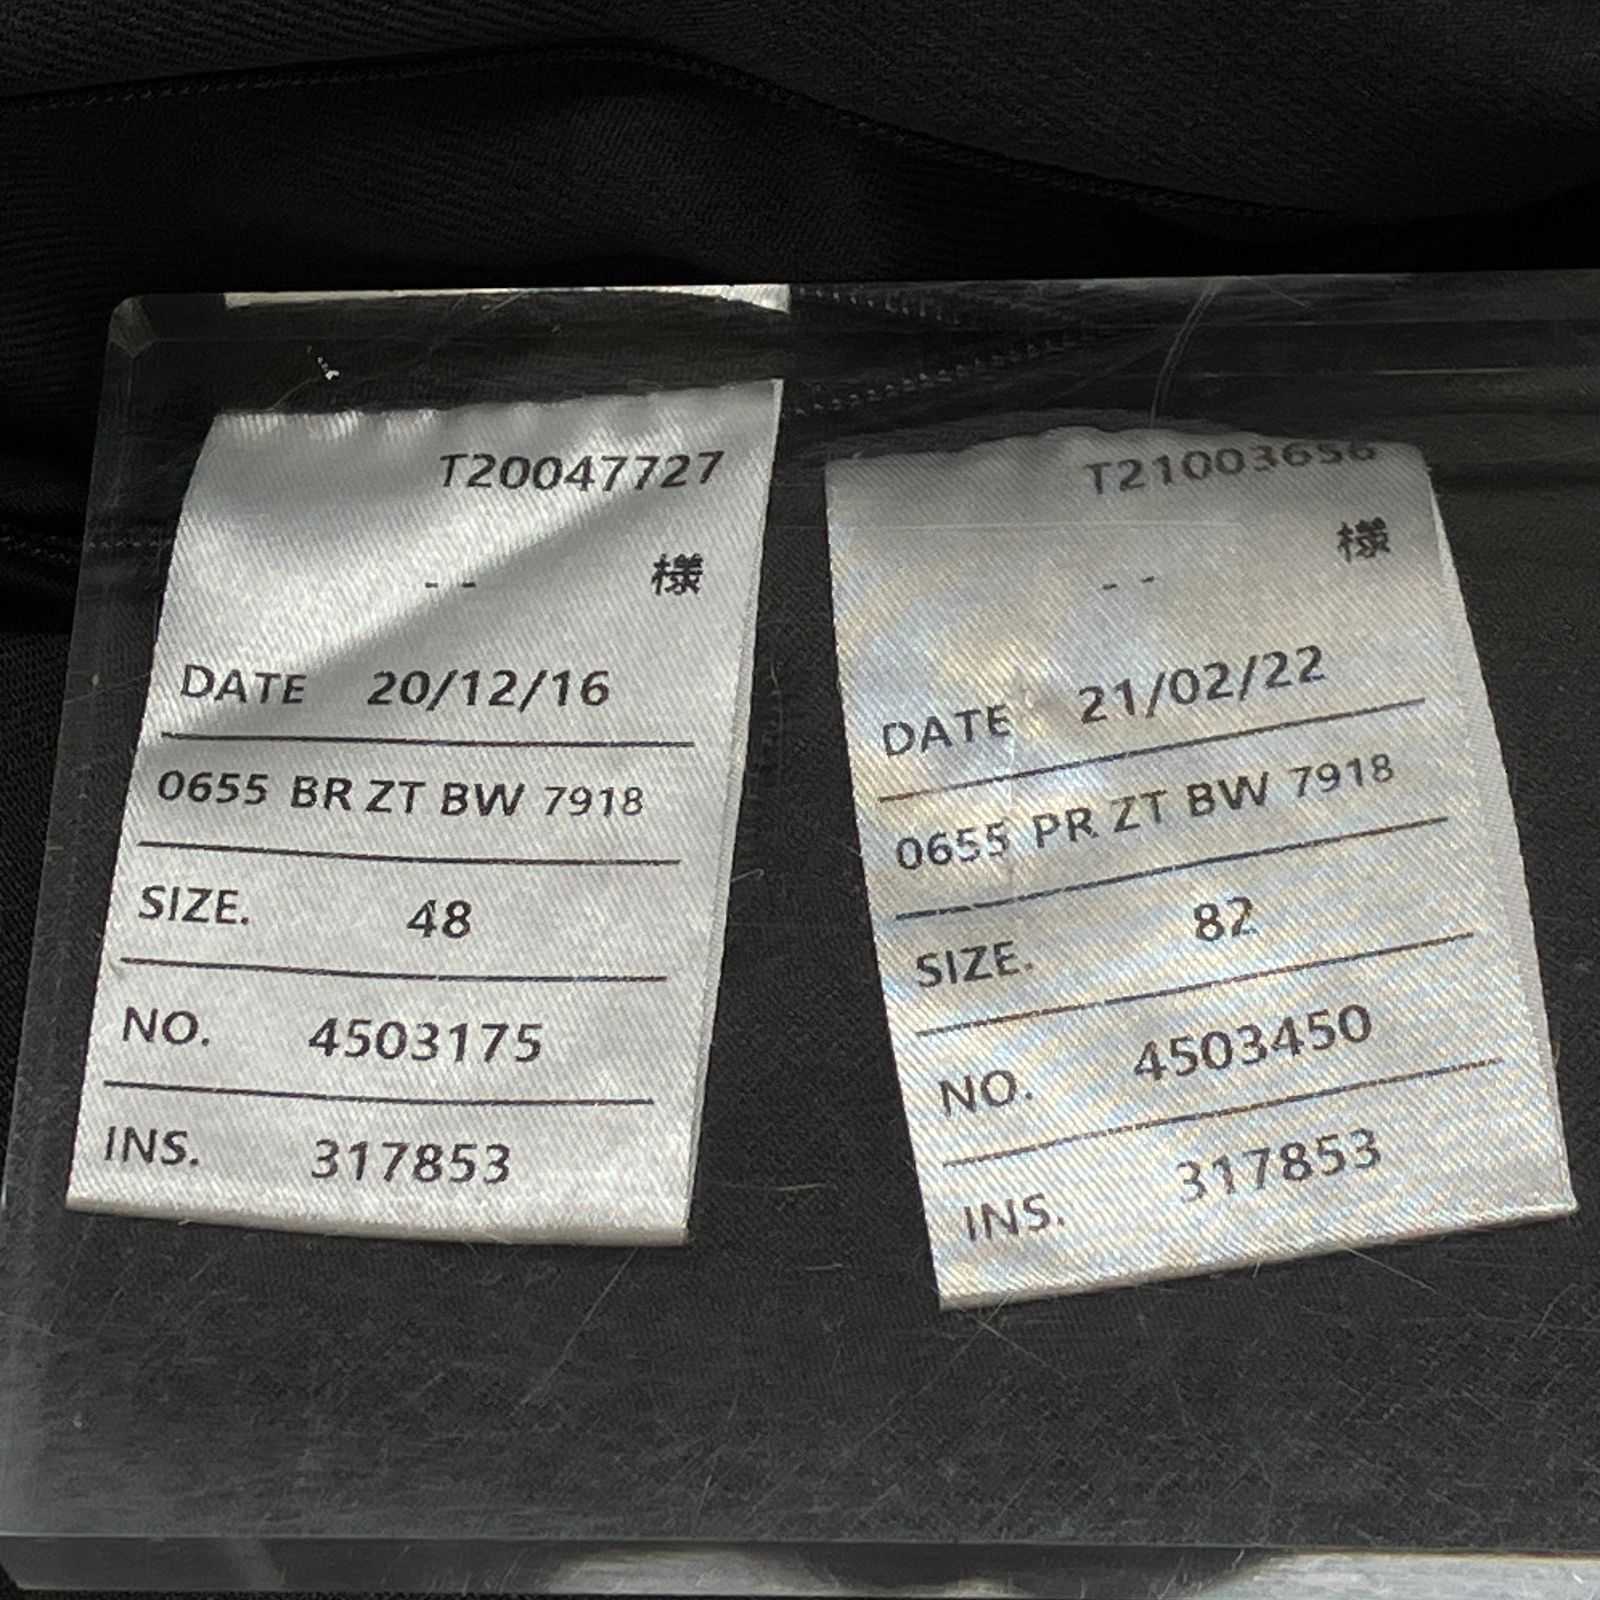 T20047727
- - 様
DATE 20/12/16
0655 BR ZT BW 7918
SIZE. 48
NO. 4503175
INS. 317853
T21003656
- - 様
DATE 21/02/22
0655 PR ZT BW 7918
SIZE. 82
NO. 4503450
INS. 317853